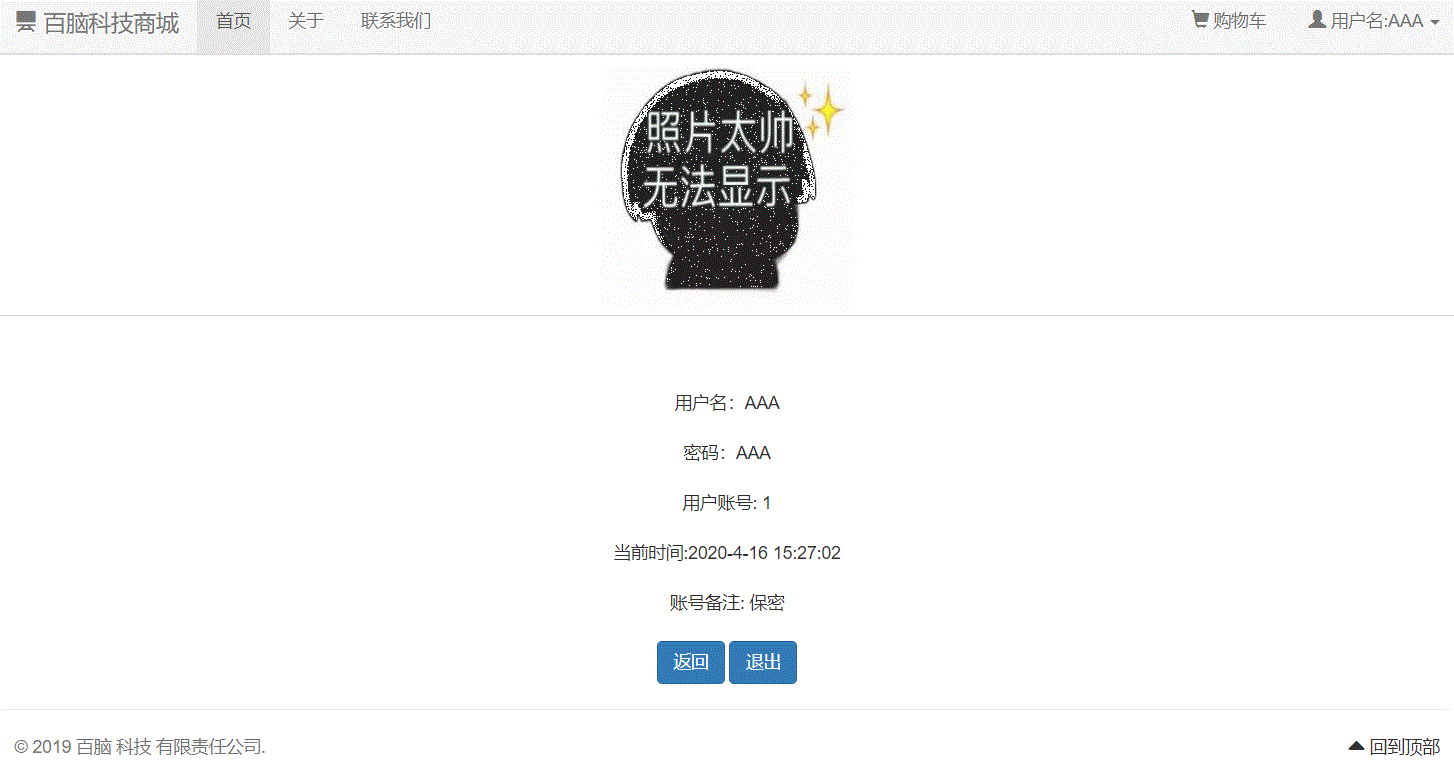 百脑科技商城 首页 关于 联系我们 购物车 用户名:AAA
照片太帅
无法显示
用户名：AAA
密码：AAA
用户账号: 1
当前时间:2020-4-16 15:27:02
账号备注: 保密
返回 退出
© 2019 百脑 科技 有限责任公司. 回到顶部